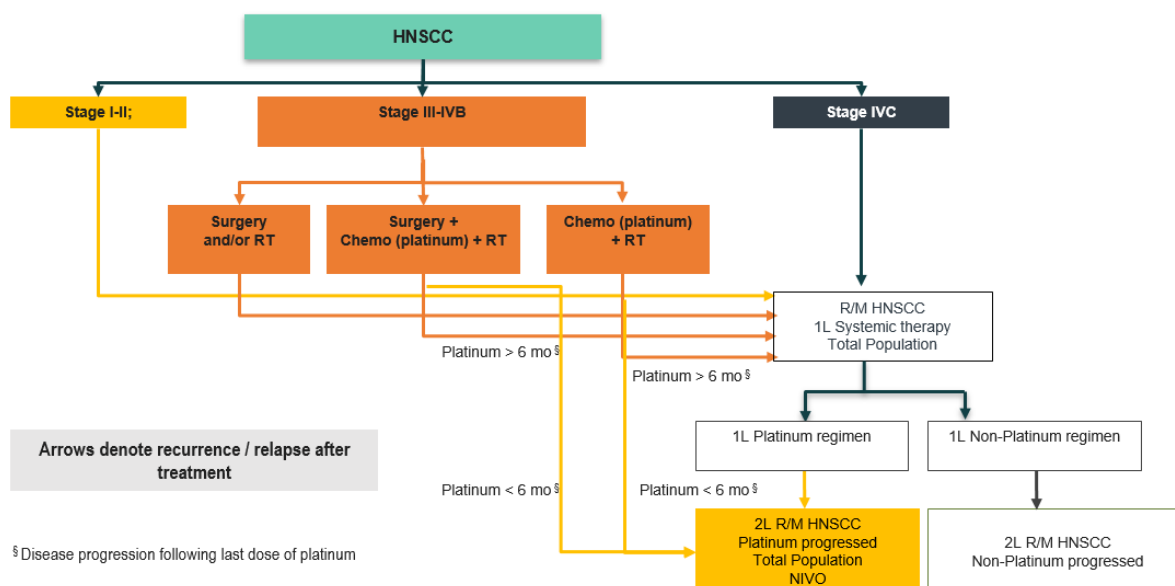 HNSCC
Stage I-II;
Stage III-IVB
Stage IVC
Surgery
and/or RT
Surgery +
Chemo (platinum) + RT
Chemo (platinum)
+ RT
R/M HNSCC
1L Systemic therapy
Total Population
Platinum > 6 mo §
Platinum > 6 mo §
1L Platinum regimen
1L Non-Platinum regimen
Arrows denote recurrence / relapse after
treatment
Platinum < 6 mo §
Platinum < 6 mo §
2L R/M HNSCC
Platinum progressed
Total Population
NIVO
2L R/M HNSCC
Non-Platinum progressed
§ Disease progression following last dose of platinum